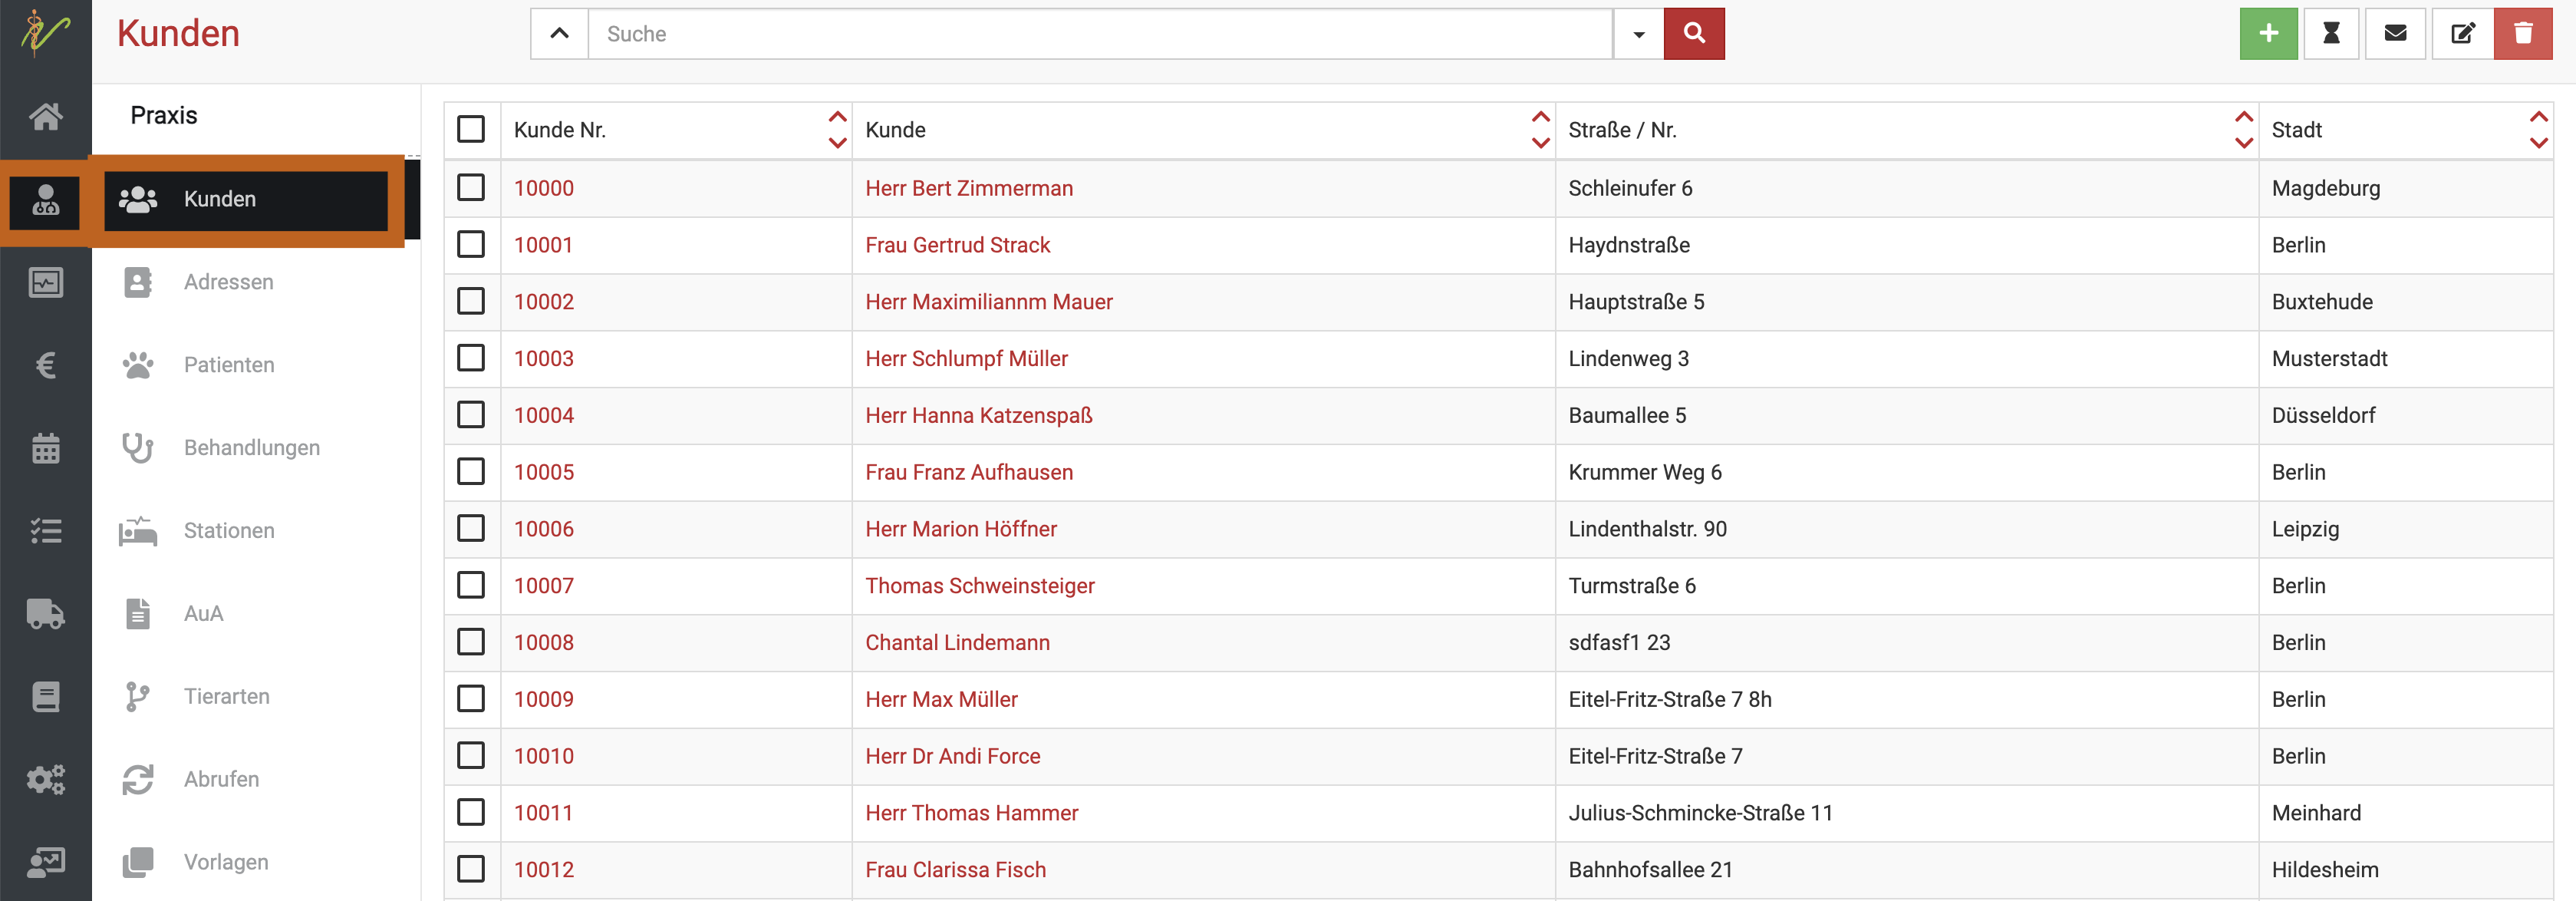 Kunden
Suche
Praxis
Kunden
Adressen
Patienten
Behandlungen
Stationen
AuA
Tierarten
Abrufen
Vorlagen
Kunde Nr. Kunde Straße / Nr. Stadt
10000 Herr Bert Zimmerman Schleinufer 6 Magdeburg
10001 Frau Gertrud Strack Haydnstraße Berlin
10002 Herr Maximiliannm Mauer Hauptstraße 5 Buxtehude
10003 Herr Schlumpf Müller Lindenweg 3 Musterstadt
10004 Herr Hanna Katzenspaß Baumallee 5 Düsseldorf
10005 Frau Franz Aufhausen Krummer Weg 6 Berlin
10006 Herr Marion Höffner Lindenthalstr. 90 Leipzig
10007 Thomas Schweinsteiger Turmstraße 6 Berlin
10008 Chantal Lindemann sdfasf1 23 Berlin
10009 Herr Max Müller Eitel-Fritz-Straße 7 8h Berlin
10010 Herr Dr Andi Force Eitel-Fritz-Straße 7 Berlin
10011 Herr Thomas Hammer Julius-Schmincke-Straße 11 Meinhard
10012 Frau Clarissa Fisch Bahnhofsallee 21 Hildesheim